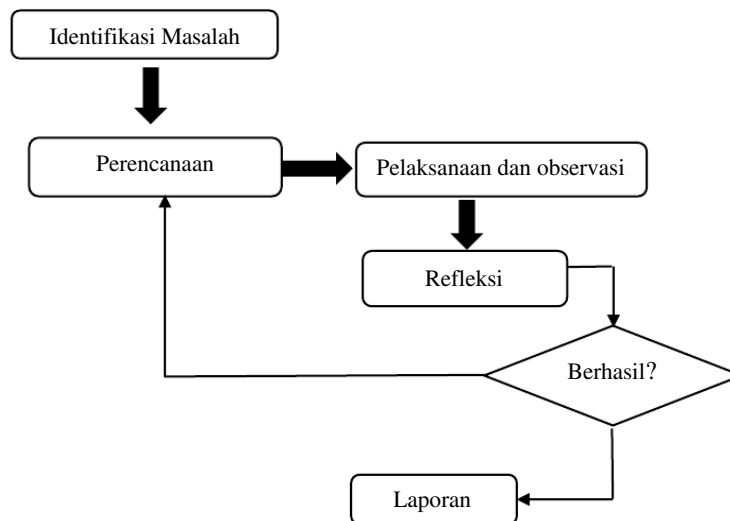 Identifikasi Masalah
Perencanaan
Pelaksanaan dan observasi
Refleksi
Berhasil?
Laporan